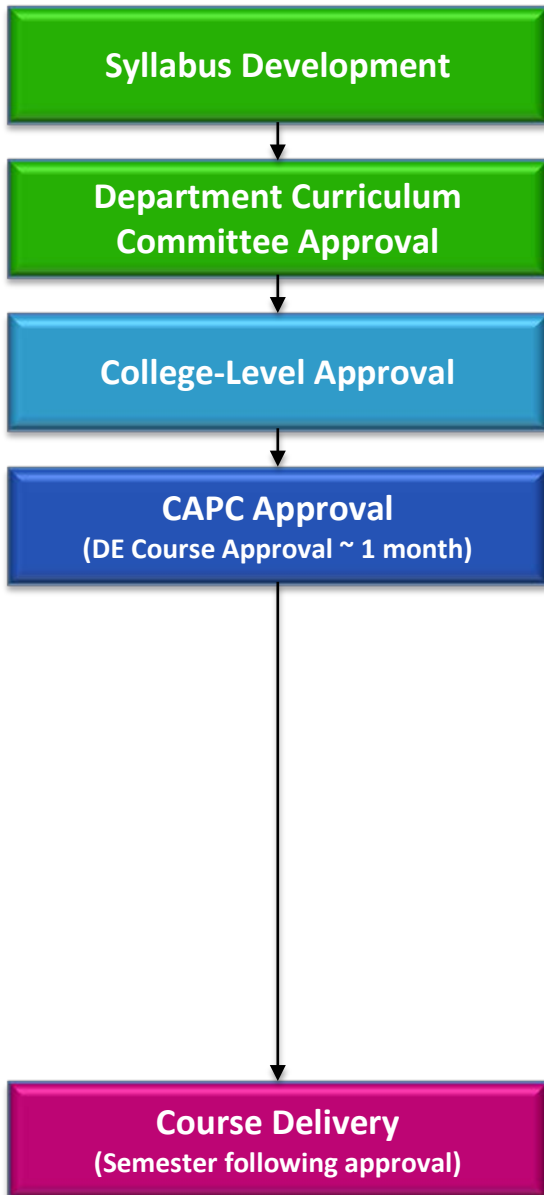 Syllabus Development
Department Curriculum
Committee Approval
College-Level Approval
CAPC Approval
(DE Course Approval ~ 1 month)
Course Delivery
(Semester following approval)